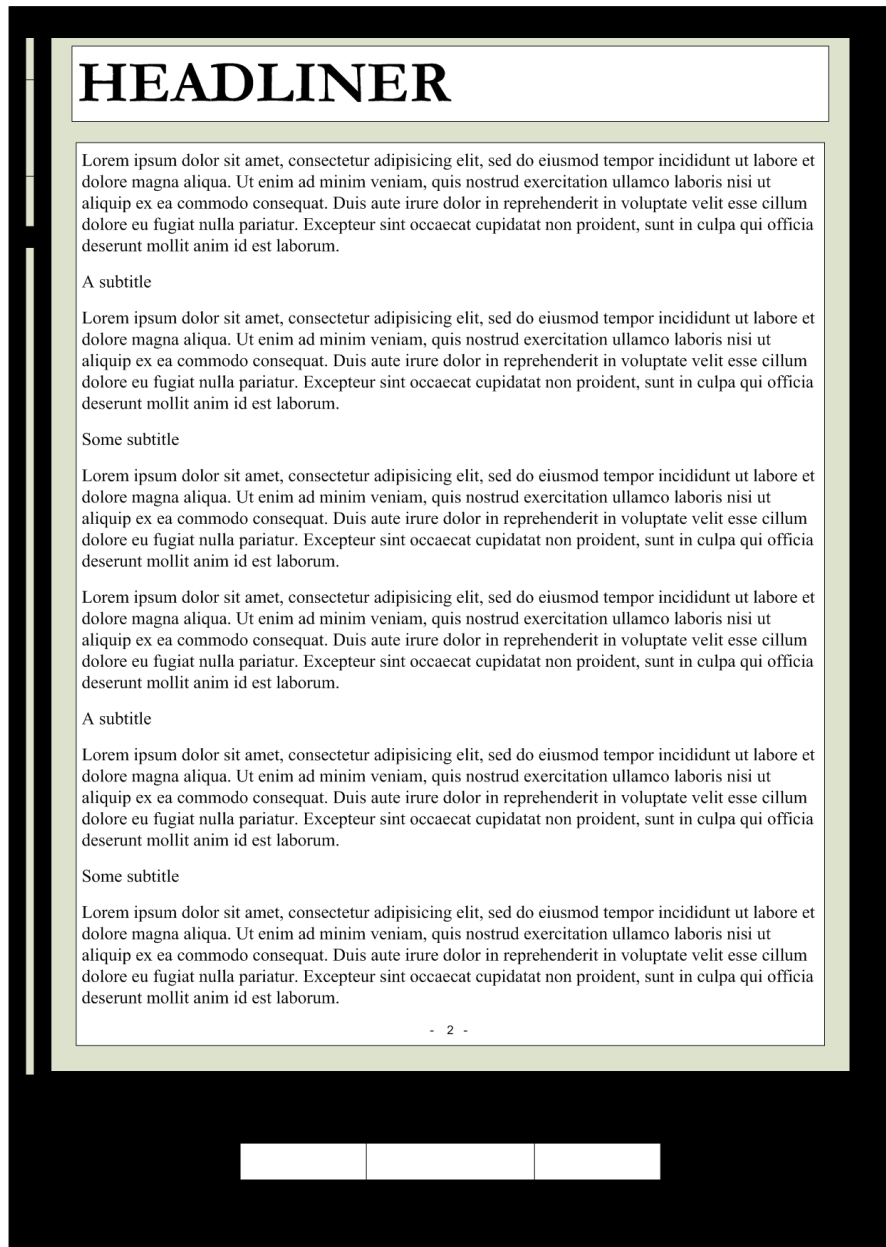 HEADLINER
Lorem ipsum dolor sit amet, consectetur adipisicing elit, sed do eiusmod tempor incididunt ut labore et
dolore magna aliqua. Ut enim ad minim veniam, quis nostrud exercitation ullamco laboris nisi ut
aliquip ex ea commodo consequat. Duis aute irure dolor in reprehenderit in voluptate velit esse cillum
dolore eu fugiat nulla pariatur. Excepteur sint occaecat cupidatat non proident, sunt in culpa qui officia
deserunt mollit anim id est laborum.
A subtitle
Lorem ipsum dolor sit amet, consectetur adipisicing elit, sed do eiusmod tempor incididunt ut labore et
dolore magna aliqua. Ut enim ad minim veniam, quis nostrud exercitation ullamco laboris nisi ut
aliquip ex ea commodo consequat. Duis aute irure dolor in reprehenderit in voluptate velit esse cillum
dolore eu fugiat nulla pariatur. Excepteur sint occaecat cupidatat non proident, sunt in culpa qui officia
deserunt mollit anim id est laborum.
Some subtitle
Lorem ipsum dolor sit amet, consectetur adipisicing elit, sed do eiusmod tempor incididunt ut labore et
dolore magna aliqua. Ut enim ad minim veniam, quis nostrud exercitation ullamco laboris nisi ut
aliquip ex ea commodo consequat. Duis aute irure dolor in reprehenderit in voluptate velit esse cillum
dolore eu fugiat nulla pariatur. Excepteur sint occaecat cupidatat non proident, sunt in culpa qui officia
deserunt mollit anim id est laborum.
Lorem ipsum dolor sit amet, consectetur adipisicing elit, sed do eiusmod tempor incididunt ut labore et
dolore magna aliqua. Ut enim ad minim veniam, quis nostrud exercitation ullamco laboris nisi ut
aliquip ex ea commodo consequat. Duis aute irure dolor in reprehenderit in voluptate velit esse cillum
dolore eu fugiat nulla pariatur. Excepteur sint occaecat cupidatat non proident, sunt in culpa qui officia
deserunt mollit anim id est laborum.
A subtitle
Lorem ipsum dolor sit amet, consectetur adipisicing elit, sed do eiusmod tempor incididunt ut labore et
dolore magna aliqua. Ut enim ad minim veniam, quis nostrud exercitation ullamco laboris nisi ut
aliquip ex ea commodo consequat. Duis aute irure dolor in reprehenderit in voluptate velit esse cillum
dolore eu fugiat nulla pariatur. Excepteur sint occaecat cupidatat non proident, sunt in culpa qui officia
deserunt mollit anim id est laborum.
Some subtitle
Lorem ipsum dolor sit amet, consectetur adipisicing elit, sed do eiusmod tempor incididunt ut labore et
dolore magna aliqua. Ut enim ad minim veniam, quis nostrud exercitation ullamco laboris nisi ut
aliquip ex ea commodo consequat. Duis aute irure dolor in reprehenderit in voluptate velit esse cillum
dolore eu fugiat nulla pariatur. Excepteur sint occaecat cupidatat non proident, sunt in culpa qui officia
deserunt mollit anim id est laborum.
- 2 -